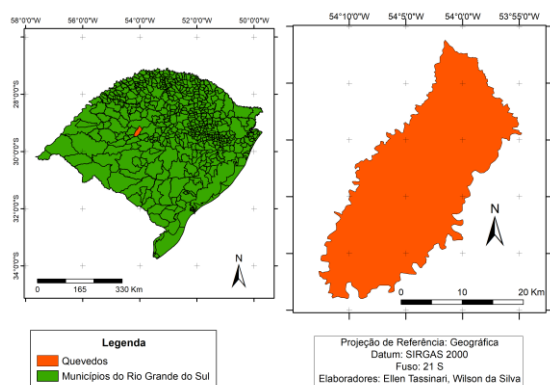 58°0'0"O 56°0'0"O 54°0'0"O 52°0'0"O 50°0'0"O
28°0'0"S
30°0'0"S
32°0'0"S
34°0'0"S
N
0 165 330 Km
54°10'0"O 54°5'0"O 54°0'0"O 53°55'0"O
N
0 10 20 Km
Legenda
Quevedos
Municípios do Rio Grande do Sul
Projeção de Referência: Geográfica
Datum: SIRGAS 2000
Fuso: 21 S
Elaboradores: Ellen Tassinari, Wilson da Silva